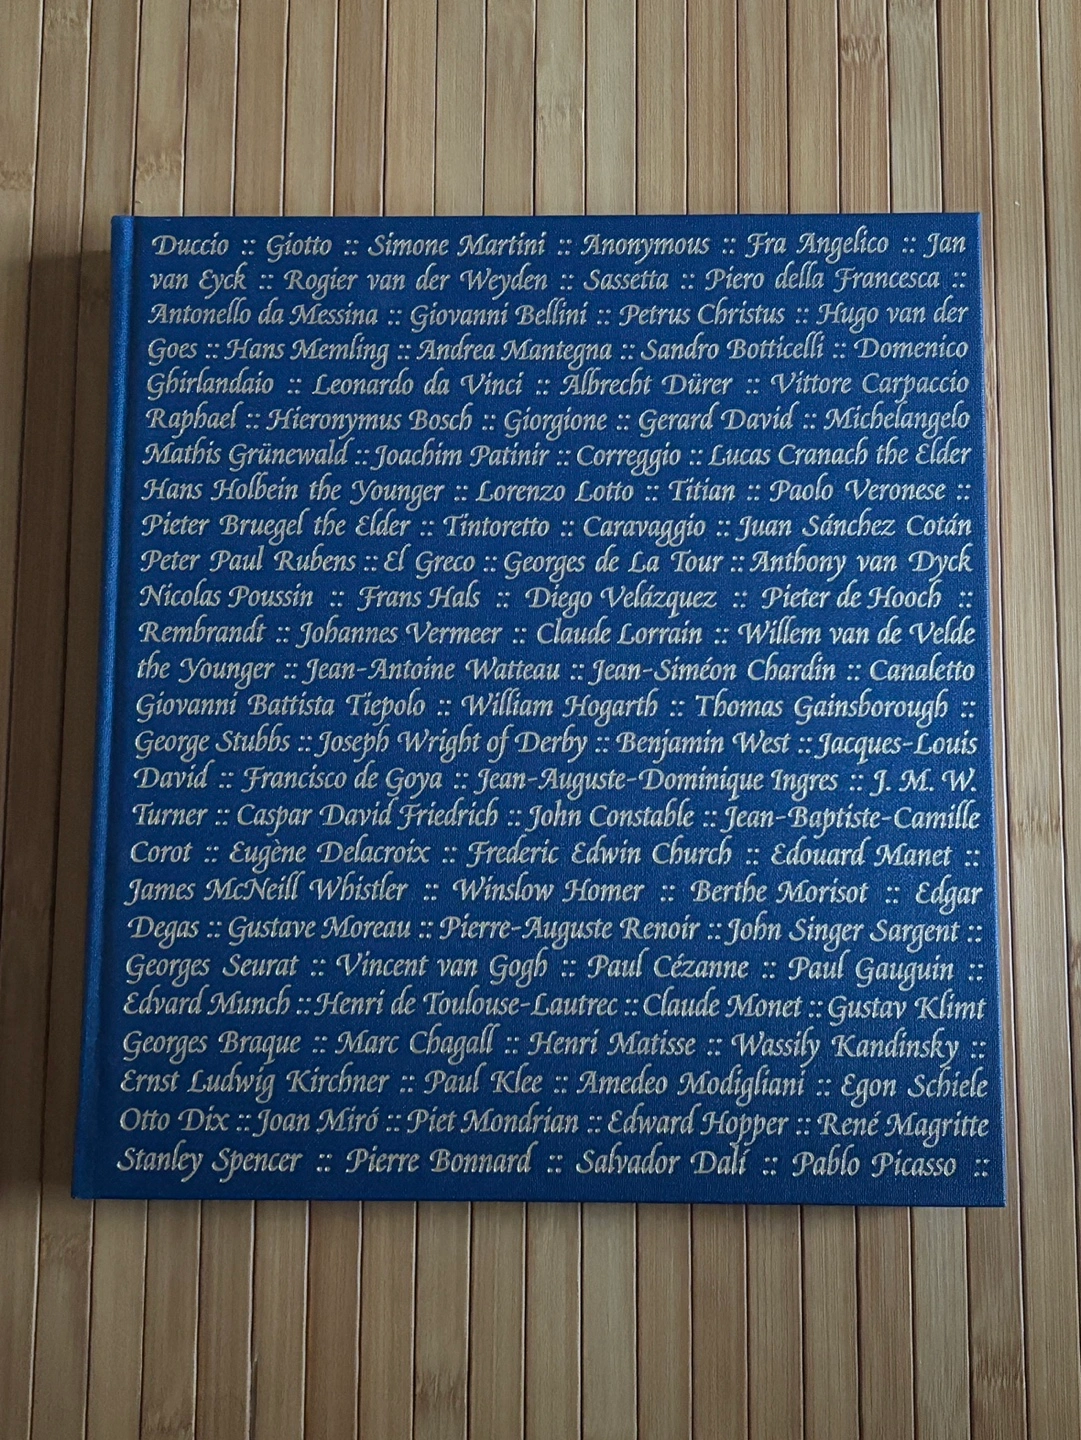 Duccio :: Giotto :: Simone Martini :: Anonymous :: Fra Angelico :: Jan
van Eyck :: Rogier van der Weyden :: Sassetta :: Piero della Francesca ::
Antonello da Messina :: Giovanni Bellini :: Petrus Christus :: Hugo van der
Goes :: Hans Memling :: Andrea Mantegna :: Sandro Botticelli :: Domenico
Ghirlandaio :: Leonardo da Vinci :: Albrecht Dürer :: Vittore Carpaccio
Raphael :: Hieronymus Bosch :: Giorgione :: Gerard David :: Michelangelo
Mathis Grünewald :: Joachim Patinir :: Correggio :: Lucas Cranach the Elder
Hans Holbein the Younger :: Lorenzo Lotto :: Titian :: Paolo Veronese ::
Pieter Bruegel the Elder :: Tintoretto :: Caravaggio :: Juan Sánchez Cotán
Peter Paul Rubens :: El Greco :: Georges de La Tour :: Anthony van Dyck
Nicolas Poussin :: Frans Hals :: Diego Velázquez :: Pieter de Hooch ::
Rembrandt :: Johannes Vermeer :: Claude Lorrain :: Willem van de Velde
the Younger :: Jean-Antoine Watteau :: Jean-Siméon Chardin :: Canaletto
Giovanni Battista Tiepolo :: William Hogarth :: Thomas Gainsborough ::
George Stubbs :: Joseph Wright of Derby :: Benjamin West :: Jacques-Louis
David :: Francisco de Goya :: Jean-Auguste-Dominique Ingres :: J. M. W.
Turner :: Caspar David Friedrich :: John Constable :: Jean-Baptiste-Camille
Corot :: Eugène Delacroix :: Frederic Edwin Church :: Edouard Manet ::
James McNeill Whistler :: Winslow Homer :: Berthe Morisot :: Edgar
Degas :: Gustave Moreau :: Pierre-Auguste Renoir :: John Singer Sargent ::
Georges Seurat :: Vincent van Gogh :: Paul Cézanne :: Paul Gauguin ::
Edvard Munch :: Henri de Toulouse-Lautrec :: Claude Monet :: Gustav Klimt
Georges Braque :: Marc Chagall :: Henri Matisse :: Wassily Kandinsky ::
Ernst Ludwig Kirchner :: Paul Klee :: Amedeo Modigliani :: Egon Schiele
Otto Dix :: Joan Miró :: Piet Mondrian :: Edward Hopper :: René Magritte
Stanley Spencer :: Pierre Bonnard :: Salvador Dalí :: Pablo Picasso ::